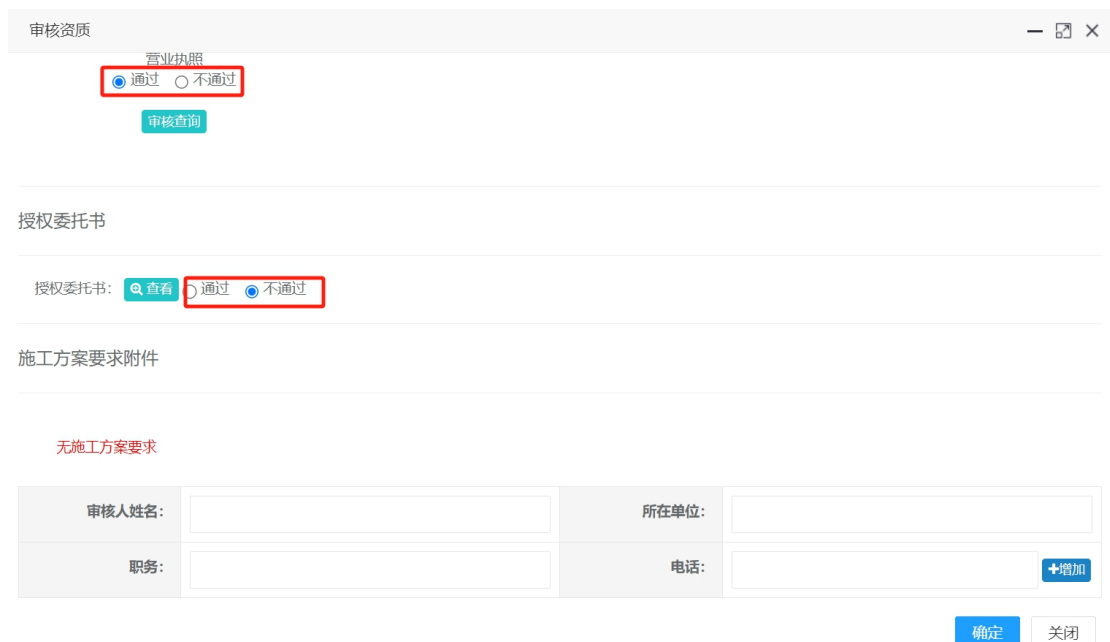 审核资质
营业执照
通过 不通过
审核查询
授权委托书
授权委托书: 查看 通过 不通过
施工方案要求附件
无施工方案要求
审核人姓名: 所在单位:
职务: 电话: +增加
确定 关闭